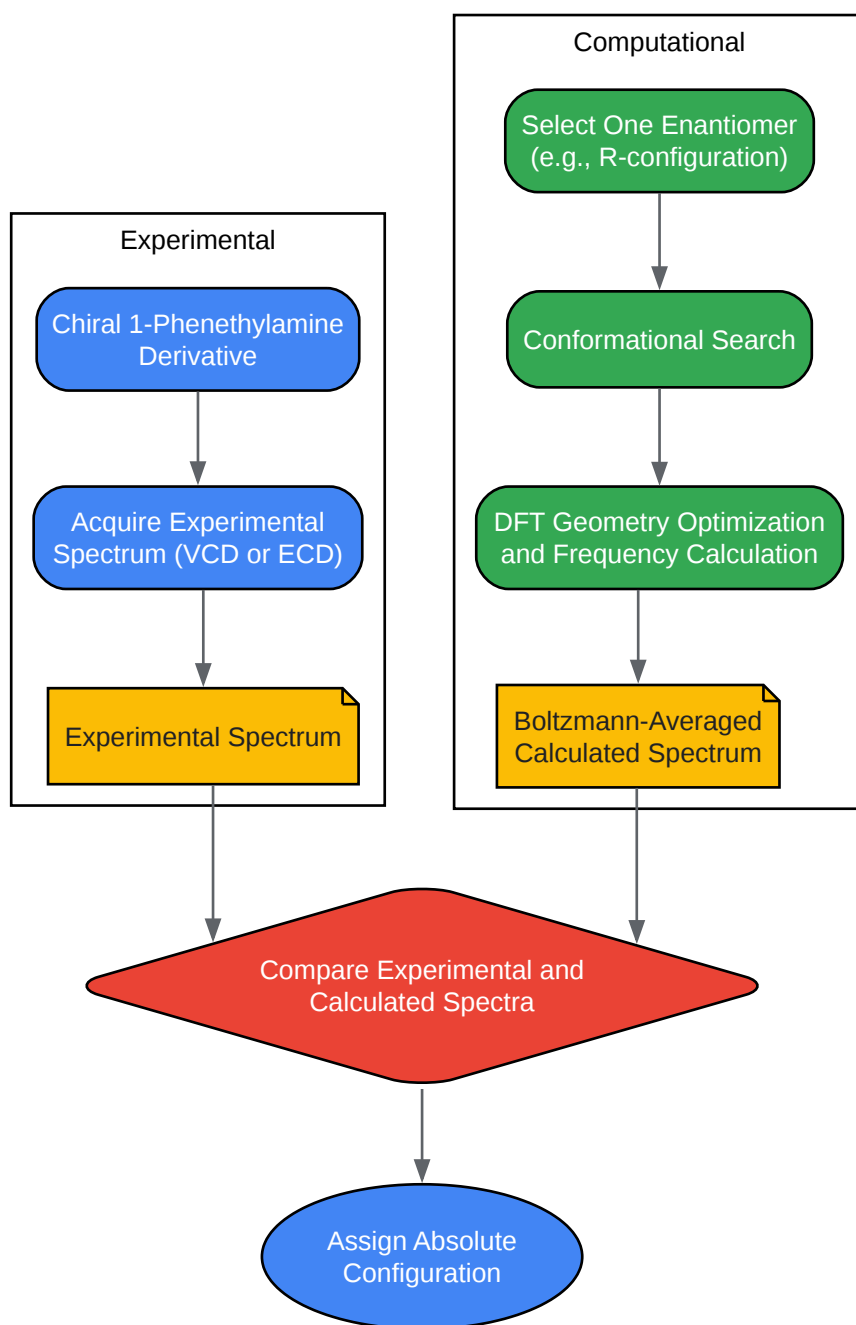 Computational
Select One Enantiomer
(e.g., R-configuration)
Conformational Search
DFT Geometry Optimization
and Frequency Calculation
Boltzmann-Averaged
Calculated Spectrum
Experimental
Chiral 1-Phenethylamine
Derivative
Acquire Experimental
Spectrum (VCD or ECD)
Experimental Spectrum
Compare Experimental and
Calculated Spectra
Assign Absolute
Configuration